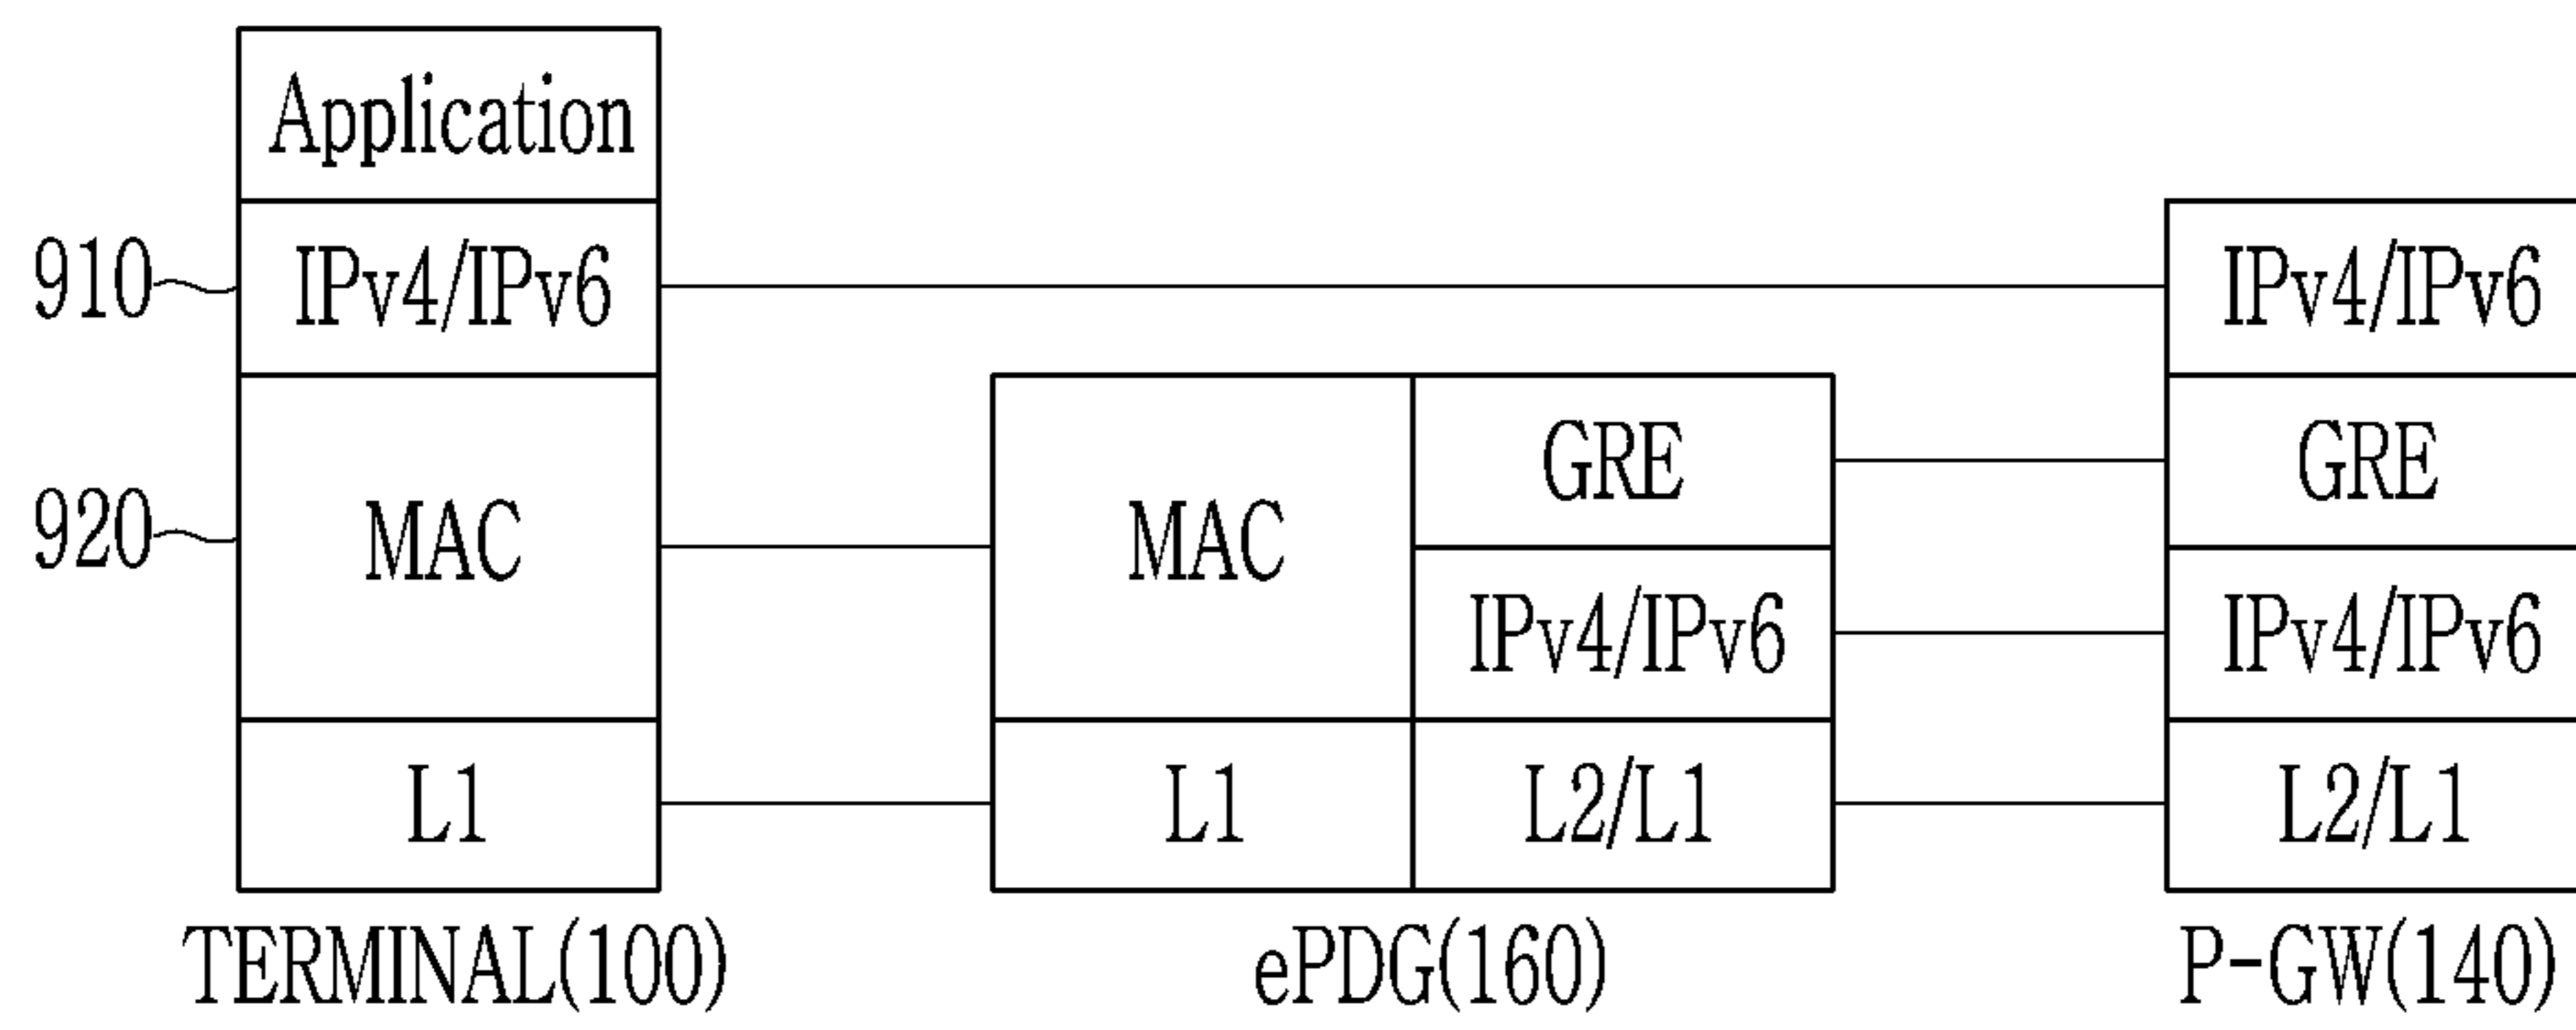 Application
910
IPv4/IPv6
IPv4/IPv6
MAC
GRE
GRE
920
MAC
IPv4/IPv6
IPv4/IPv6
L1
L1
L2/L1
L2/L1
TERMINAL(100)
ePDG(160)
P-GW(140)